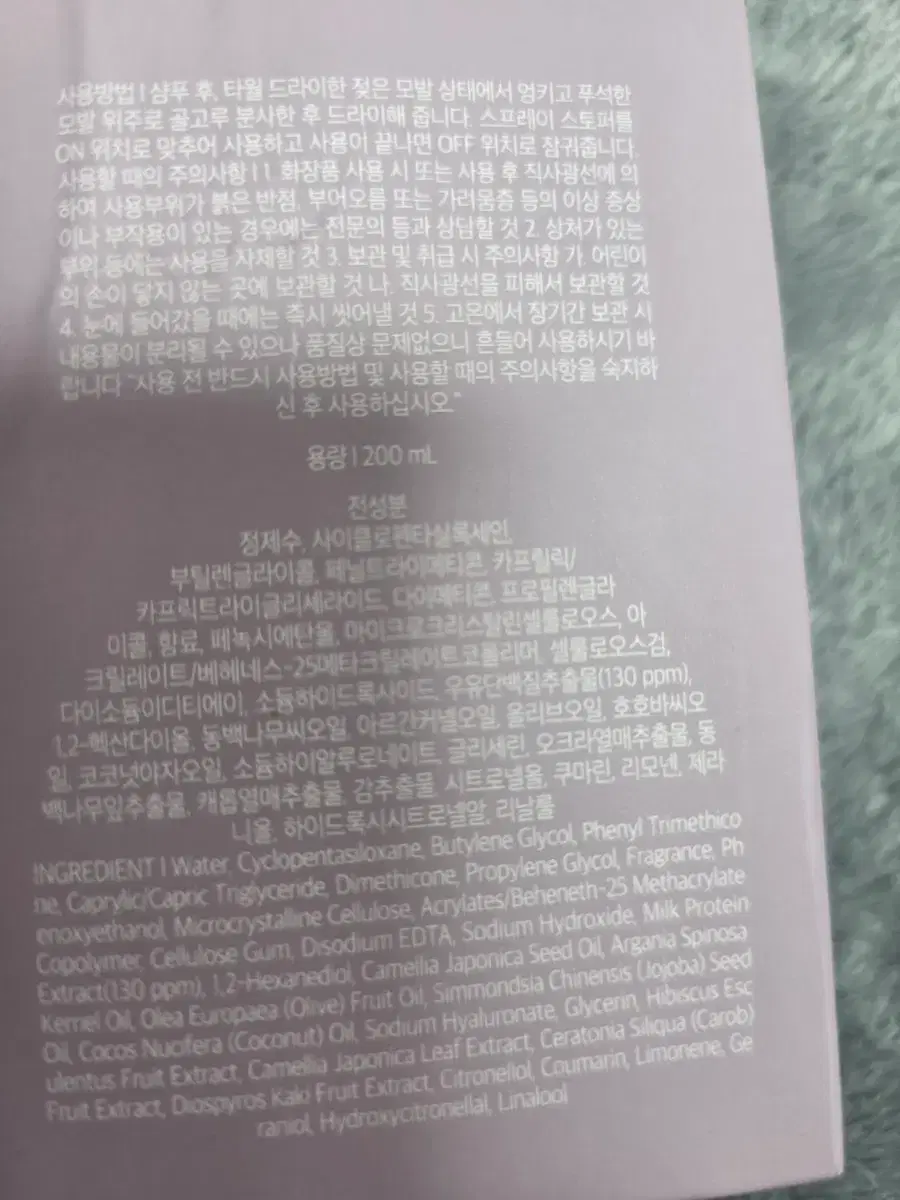 사용방법 | 샴푸 후, 타월 드라이한 젖은 모발 상태에서 엉키고 푸석한
모발 위주로 골고루 분사한 후 드라이해 줍니다. 스프레이 스토퍼를
ON 위치로 맞추어 사용하고 사용이 끝나면 OFF 위치로 잠궈줍니다.
사용할 때의 주의사항 | 1. 화장품 사용 시 또는 사용 후 직사광선에 의
하여 사용부위가 붉은 반점, 부어오름 또는 가려움증 등의 이상 증상
이나 부작용이 있는 경우에는 전문의 등과 상담할 것 2. 상처가 있는
부위 등에는 사용을 자제할 것 3. 보관 및 취급 시 주의사항 가. 어린이
의 손이 닿지 않는 곳에 보관할 것 나. 직사광선을 피해서 보관할 것
4. 눈에 들어갔을 때에는 즉시 씻어낼 것 5. 고온에서 장기간 보관 시
내용물이 분리될 수 있으나 품질상 문제없으니 흔들어 사용하시기 바
랍니다 "사용 전 반드시 사용방법 및 사용할 때의 주의사항을 숙지하
신 후 사용하십시오."
용량 | 200 mL
전성분
정제수, 사이클로펜타실록세인,
부틸렌글라이콜, 페닐트라이메티콘, 카프릴릭/
카프릭트라이글리세라이드, 다이메티콘, 프로필렌글라
이콜, 향료, 페녹시에탄올, 마이크로크리스탈린셀룰로오스, 아
크릴레이트/베헤네스-25메타크릴레이트코폴리머, 셀룰로오스검,
다이소듐이디티에이, 소듐하이드록사이드, 우유단백질추출물(130 ppm),
1,2-헥산다이올, 동백나무씨오일, 아르간커넬오일, 올리브오일, 호호바씨오
일, 코코넛야자오일, 소듐하이알루로네이트, 글리세린, 오크라열매추출물, 동
백나무잎추출물, 캐롭열매추출물, 감추출물, 시트로넬올, 쿠마린, 리모넨, 제라
니올, 하이드록시시트로넬알, 리날룰
INGREDIENT | Water, Cyclopentasiloxane, Butylene Glycol, Phenyl Trimethico
ne, Caprylic/Capric Triglyceride, Dimethicone, Propylene Glycol, Fragrance, Ph
enoxyethanol, Microcrystalline Cellulose, Acrylates/Beheneth-25 Methacrylate
Copolymer, Cellulose Gum, Disodium EDTA, Sodium Hydroxide, Milk Protein
Extract(130 ppm), 1,2-Hexanediol, Camellia Japonica Seed Oil, Argania Spinosa
Kernel Oil, Olea Europaea (Olive) Fruit Oil, Simmondsia Chinensis (Jojoba) Seed
Oil, Cocos Nucifera (Coconut) Oil, Sodium Hyaluronate, Glycerin, Hibiscus Esc
ulentus Fruit Extract, Camellia Japonica Leaf Extract, Ceratonia Siliqua (Carob)
Fruit Extract, Diospyros Kaki Fruit Extract, Citronellol, Coumarin, Limonene, Ge
raniol, Hydroxycitronellal, Linalool